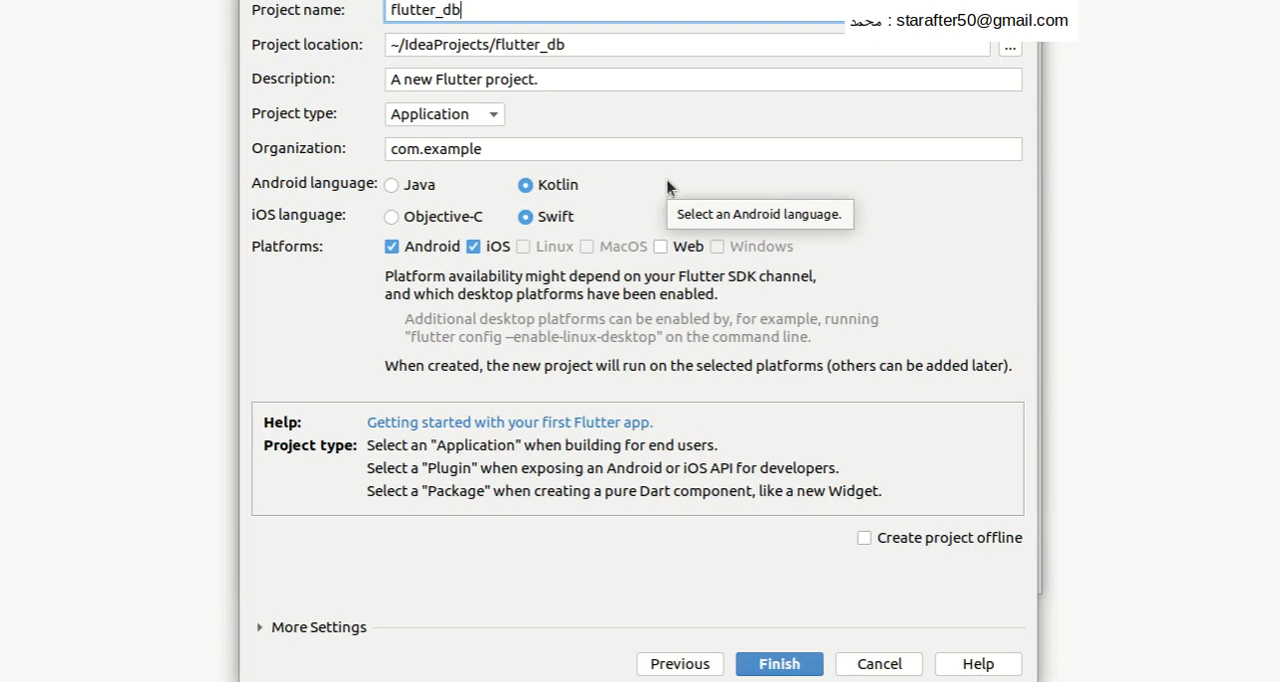 Project name: flutter_db
محمد : starafter50@gmail.com
Project location: ~/IdeaProjects/flutter_db ...
Description: A new Flutter project.
Project type: Application
Organization: com.example
Android language: Java Kotlin
iOS language: Objective-C Swift
Select an Android language.
Platforms: Android iOS Linux MacOS Web Windows
Platform availability might depend on your Flutter SDK channel,
and which desktop platforms have been enabled.
Additional desktop platforms can be enabled by, for example, running
"flutter config –enable-linux-desktop" on the command line.
When created, the new project will run on the selected platforms (others can be added later).
Help: Getting started with your first Flutter app.
Project type: Select an "Application" when building for end users.
Select a "Plugin" when exposing an Android or iOS API for developers.
Select a "Package" when creating a pure Dart component, like a new Widget.
Create project offline
More Settings
Previous Finish Cancel Help